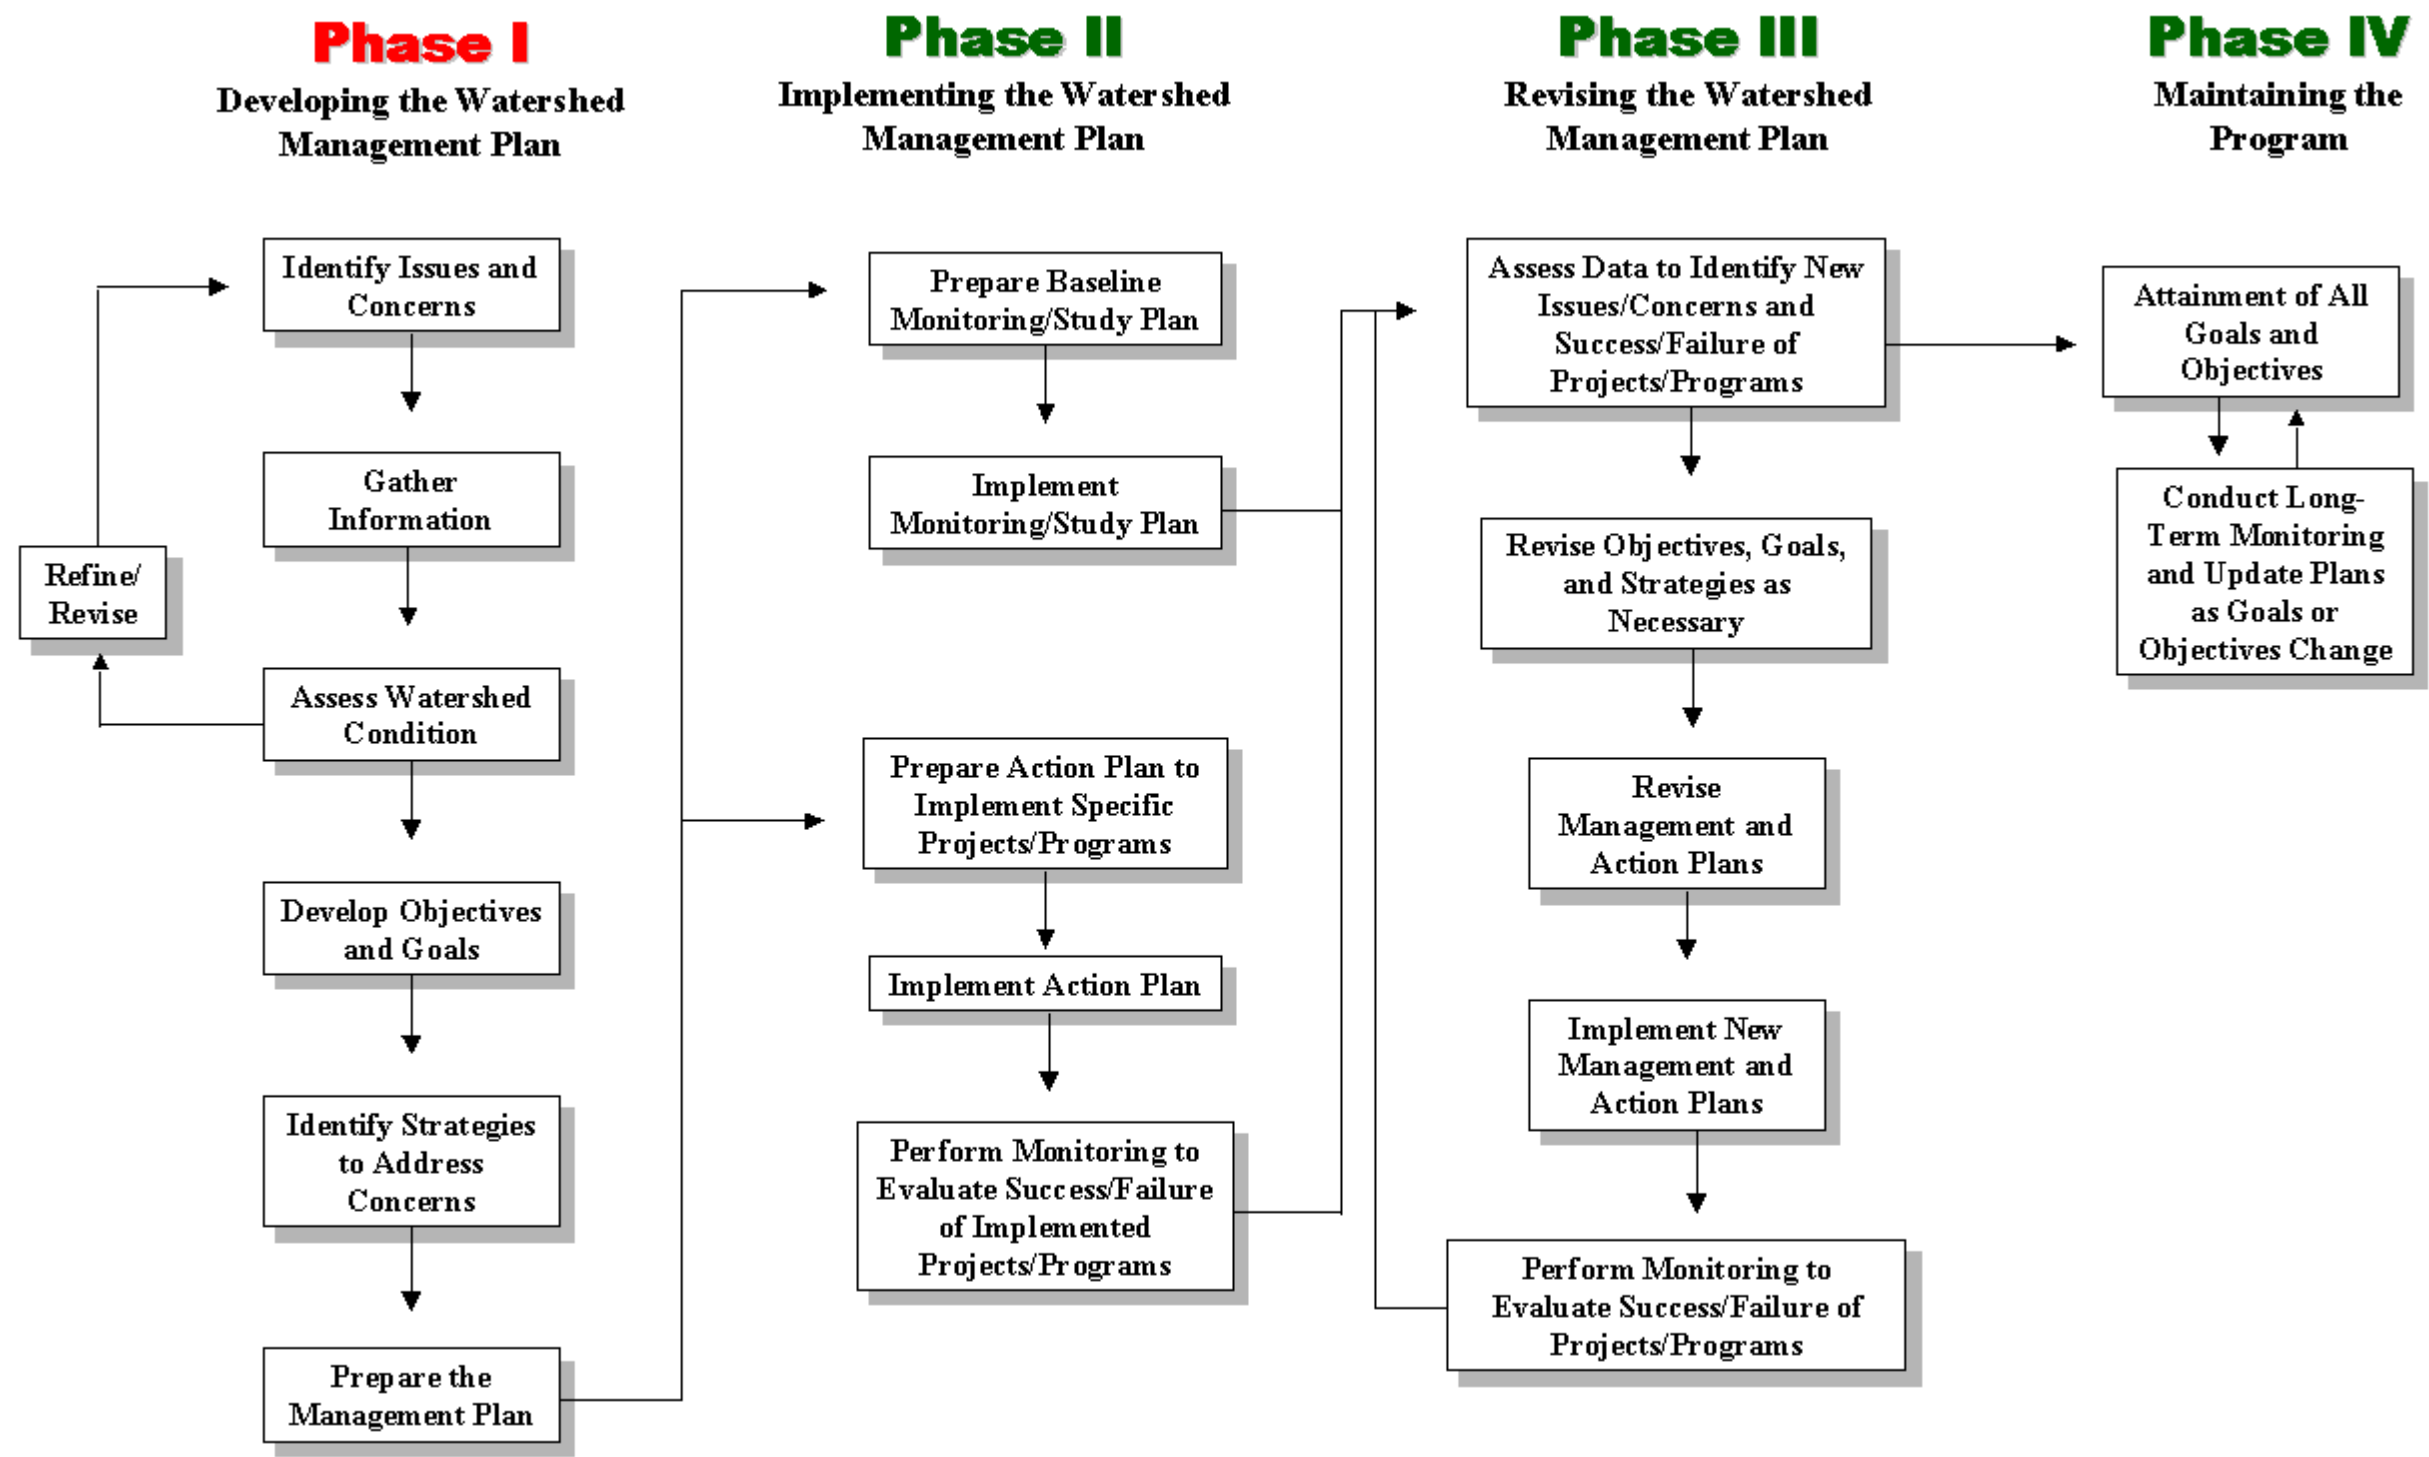 Phase I
Developing the Watershed
Management Plan
Identify Issues and
Concerns
Gather
Information
Refine/
Revise
Assess Watershed
Condition
Develop Objectives
and Goals
Identify Strategies
to Address
Concerns
Prepare the
Management Plan
Phase II
Implementing the Watershed
Management Plan
Prepare Baseline
Monitoring/Study Plan
Implement
Monitoring/Study Plan
Prepare Action Plan to
Implement Specific
Projects/Programs
Implement Action Plan
Perform Monitoring to
Evaluate Success/Failure
of Implemented
Projects/Programs
Phase III
Revising the Watershed
Management Plan
Assess Data to Identify New
Issues/Concerns and
Success/Failure of
Projects/Programs
Revise Objectives, Goals,
and Strategies as
Necessary
Revise
Management and
Action Plans
Implement New
Management and
Action Plans
Perform Monitoring to
Evaluate Success/Failure of
Projects/Programs
Phase IV
Maintaining the
Program
Attainment of All
Goals and
Objectives
Conduct Long-
Term Monitoring
and Update Plans
as Goals or
Objectives Change